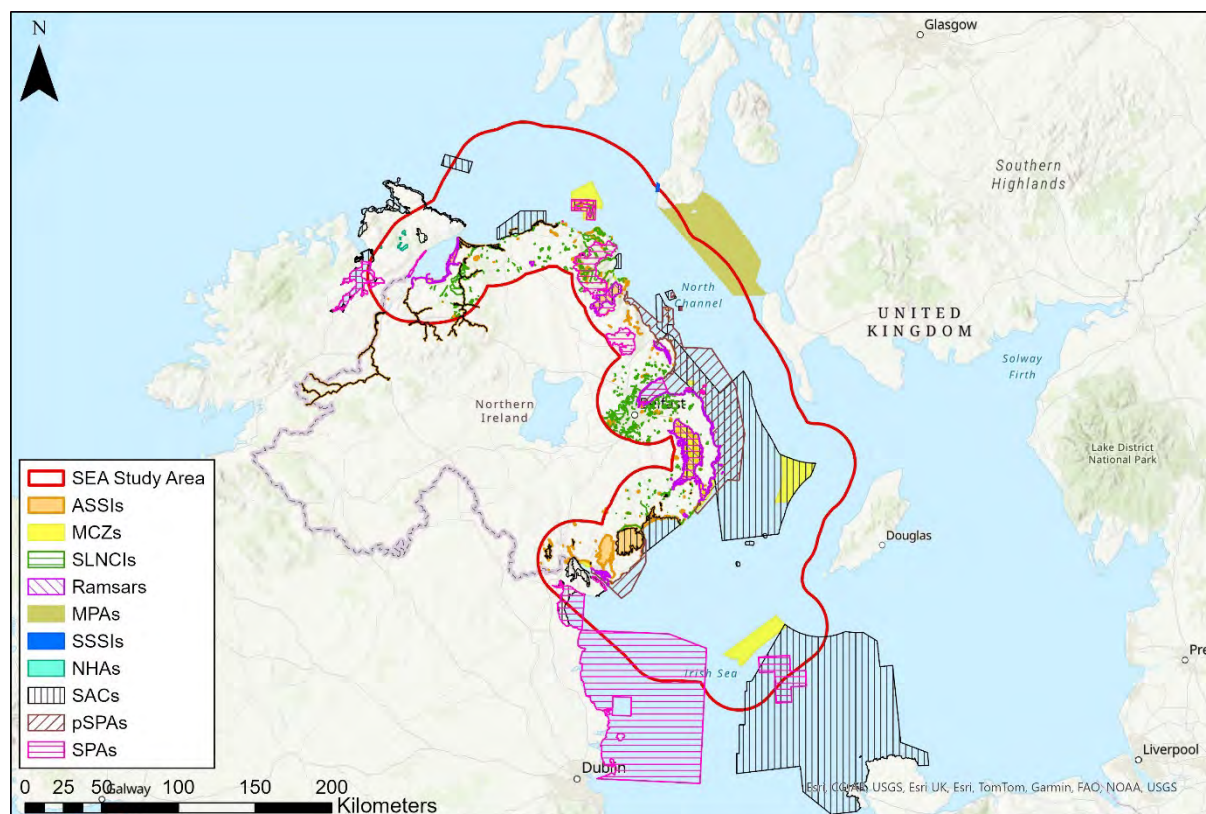 N
Glasgow
Southern
Highlands
North
Channel
UNITED
KINGDOM
Solway
Firth
Northern
Ireland
Belfast
Lake District
National Park
Douglas
SEA Study Area
ASSIs
MCZs
SLNCIs
Ramsars
MPAs
SSSIs
NHAs
SACs
pSPAs
SPAs
Irish Sea
Pre
Liverpool
Dublin
Galway
0 25 50 100 150 200
Kilometers
Esri, CGIAR, USGS, Esri UK, Esri, TomTom, Garmin, FAO, NOAA, USGS